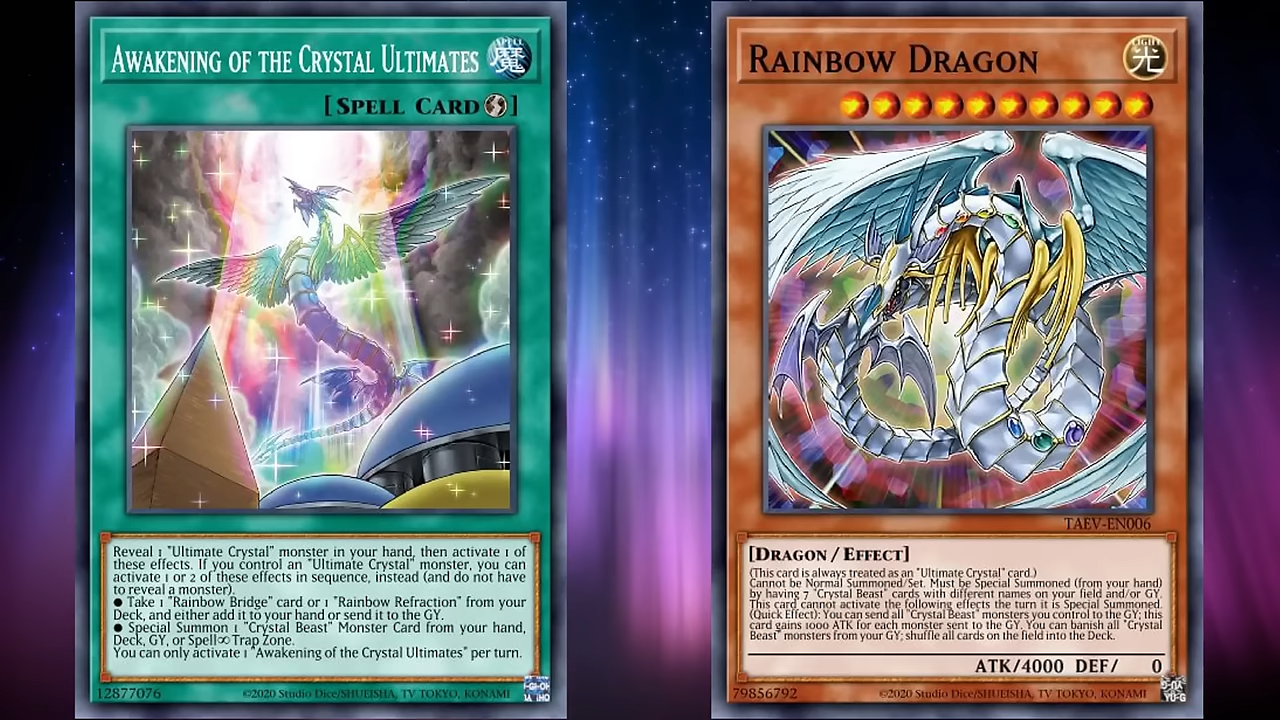 AWAKENING OF THE CRYSTAL ULTIMATES
SPELL
魔
[SPELL CARD]
Reveal 1 "Ultimate Crystal" monster in your hand, then activate 1 of
these effects. If you control an "Ultimate Crystal" monster, you can
activate 1 or 2 of these effects in sequence, instead (and do not have
to reveal a monster).
● Take 1 "Rainbow Bridge" card or 1 "Rainbow Refraction" from your
Deck, and either add it to your hand or send it to the GY.
● Special Summon 1 "Crystal Beast" Monster Card from your hand,
Deck, GY, or Spell∞Trap Zone.
You can only activate 1 "Awakening of the Crystal Ultimates" per turn.
12877076 ©2020 Studio Dice/SHUEISHA, TV TOKYO, KONAMI
RAINBOW DRAGON
LIGHT
光
TAEV-EN006
[DRAGON / EFFECT]
(This card is always treated as an "Ultimate Crystal" card.)
Cannot be Normal Summoned/Set. Must be Special Summoned (from your hand)
by having 7 "Crystal Beast" cards with different names on your field and/or GY.
This card cannot activate the following effects the turn it is Special Summoned.
(Quick Effect): You can send all "Crystal Beast" monsters you control to the GY; this
card gains 1000 ATK for each monster sent to the GY. You can banish all "Crystal
Beast" monsters from your GY; shuffle all cards on the field into the Deck.
ATK/4000 DEF/ 0
79856792 ©2020 Studio Dice/SHUEISHA, TV TOKYO, KONAMI